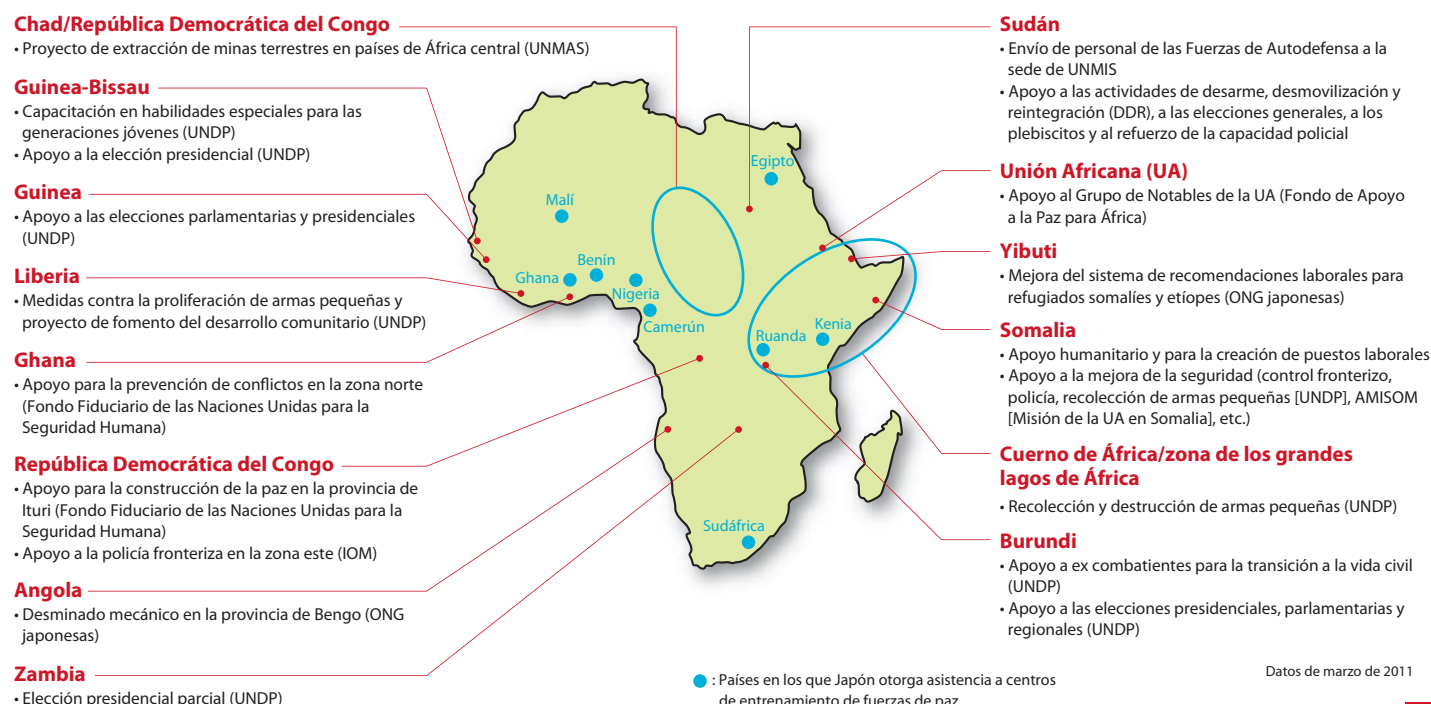 Chad/República Democrática del Congo
• Proyecto de extracción de minas terrestres en países de África central (UNMAS)
Guinea-Bissau
• Capacitación en habilidades especiales para las
generaciones jóvenes (UNDP)
• Apoyo a la elección presidencial (UNDP)
Guinea
• Apoyo a las elecciones parlamentarias y presidenciales
(UNDP)
Liberia
• Medidas contra la proliferación de armas pequeñas y
proyecto de fomento del desarrollo comunitario (UNDP)
Ghana
• Apoyo para la prevención de conflictos en la zona norte
(Fondo Fiduciario de las Naciones Unidas para la
Seguridad Humana)
República Democrática del Congo
• Apoyo para la construcción de la paz en la provincia de
Ituri (Fondo Fiduciario de las Naciones Unidas para la
Seguridad Humana)
• Apoyo a la policía fronteriza en la zona este (IOM)
Angola
• Desminado mecánico en la provincia de Bengo (ONG
japonesas)
Zambia
• Elección presidencial parcial (UNDP)
Egipto
Malí
Benín
Ghana
Nigeria
Camerún
Ruanda
Kenia
Sudáfrica
Sudán
• Envío de personal de las Fuerzas de Autodefensa a la
sede de UNMIS
• Apoyo a las actividades de desarme, desmovilización y
reintegración (DDR), a las elecciones generales, a los
plebiscitos y al refuerzo de la capacidad policial
Unión Africana (UA)
• Apoyo al Grupo de Notables de la UA (Fondo de Apoyo
a la Paz para África)
Yibuti
• Mejora del sistema de recomendaciones laborales para
refugiados somalíes y etíopes (ONG japonesas)
Somalia
• Apoyo humanitario y para la creación de puestos laborales
• Apoyo a la mejora de la seguridad (control fronterizo,
policía, recolección de armas pequeñas [UNDP], AMISOM
[Misión de la UA en Somalia], etc.)
Cuerno de África/zona de los grandes
lagos de África
• Recolección y destrucción de armas pequeñas (UNDP)
Burundi
• Apoyo a ex combatientes para la transición a la vida civil
(UNDP)
• Apoyo a las elecciones presidenciales, parlamentarias y
regionales (UNDP)
: Países en los que Japón otorga asistencia a centros
de entrenamiento de fuerzas de paz
Datos de marzo de 2011